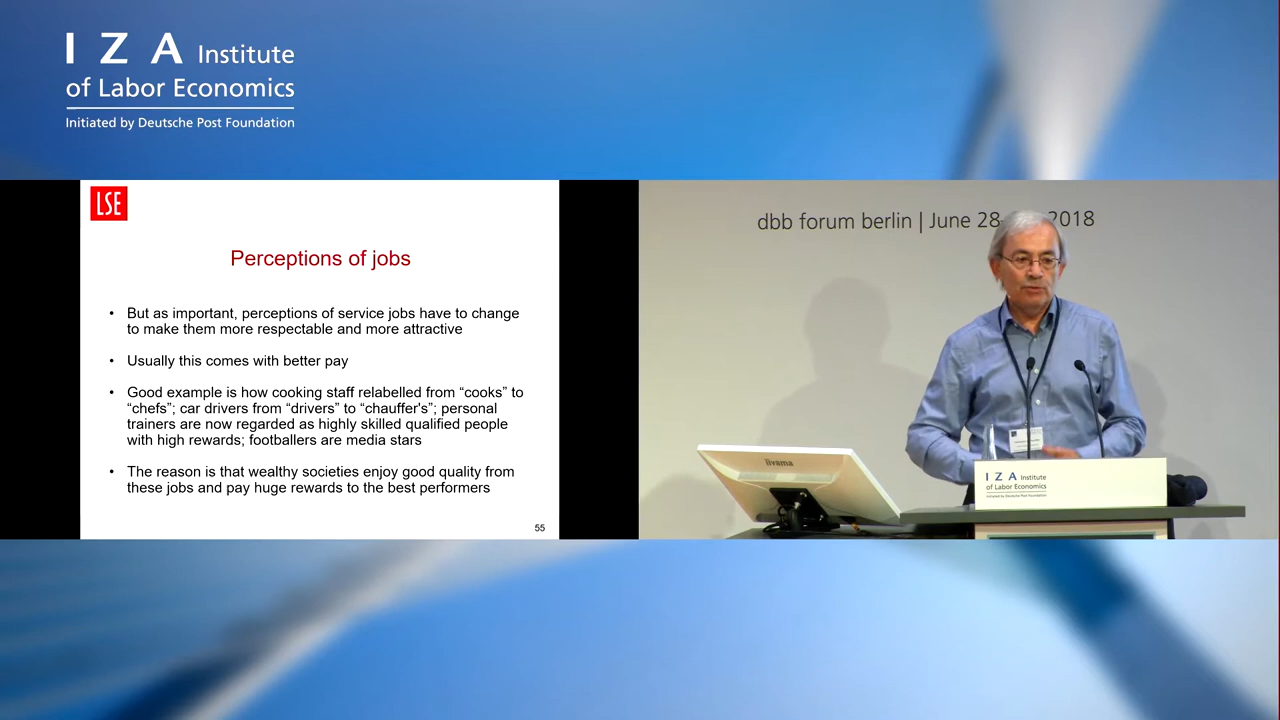 I Z A Institute
of Labor Economics
Initiated by Deutsche Post Foundation
LSE
Perceptions of jobs
• But as important, perceptions of service jobs have to change
to make them more respectable and more attractive
• Usually this comes with better pay
• Good example is how cooking staff relabelled from “cooks” to
“chefs”; car drivers from “drivers” to “chauffer's”; personal
trainers are now regarded as highly skilled qualified people
with high rewards; footballers are media stars
• The reason is that wealthy societies enjoy good quality from
these jobs and pay huge rewards to the best performers
55
dbb forum berlin | June 28- 2018
iiyama
I Z A Institute
of Labor Economics
Initiated by Deutsche Post Foundation